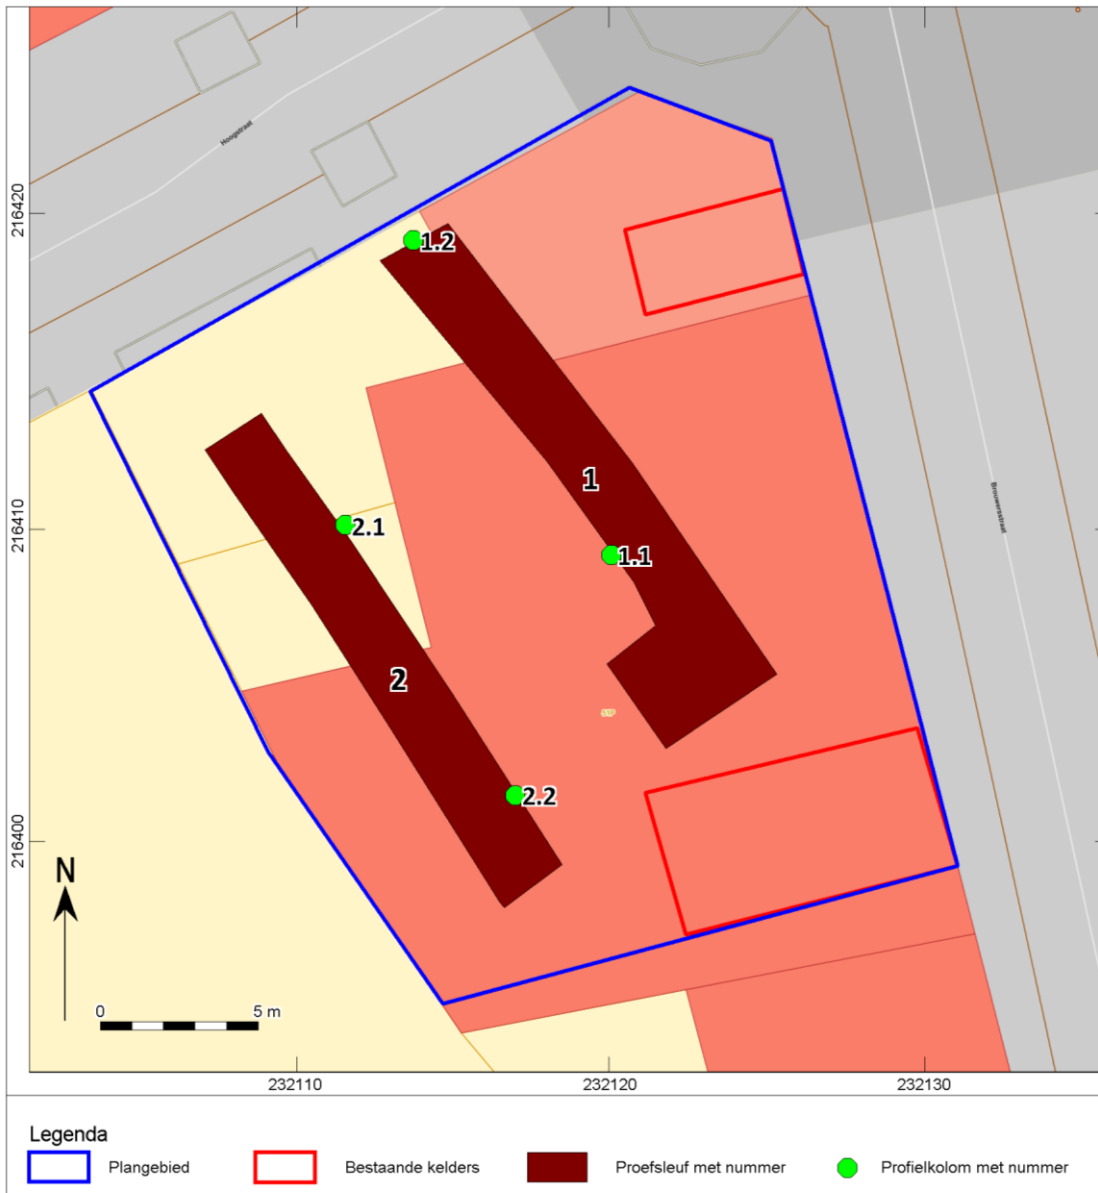 Hoogstraat
216420
1.2
1
216410
2.1
1.1
Brouwersstraat
2
2.2
216400
N
0 5 m
232110 232120 232130
Legenda
Plangebied Bestaande kelders Proefsleuf met nummer Profielkolom met nummer